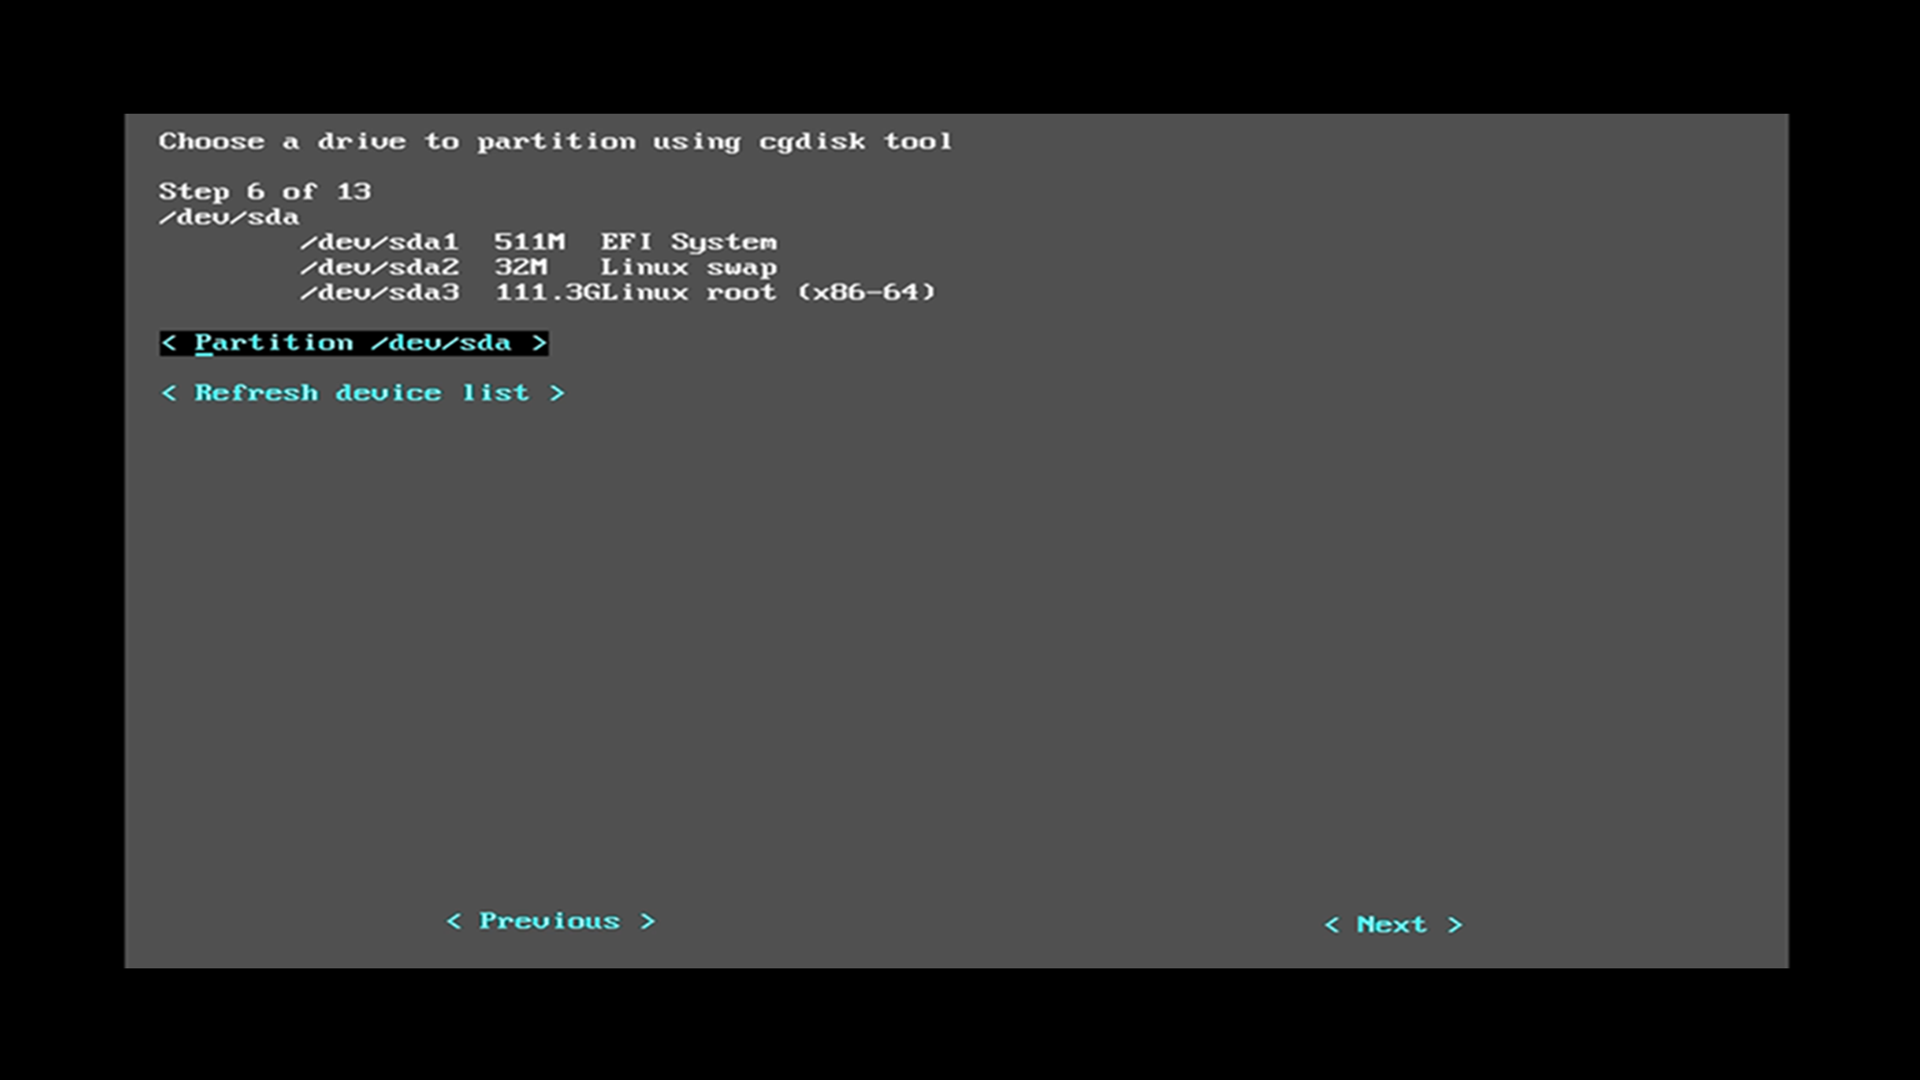 Choose a drive to partition using cgdisk tool
Step 6 of 13
/dev/sda
/dev/sda1 511M EFI System
/dev/sda2 32M Linux swap
/dev/sda3 111.3GLinux root (x86-64)
< Partition /dev/sda >
< Refresh device list >
< Previous > < Next >